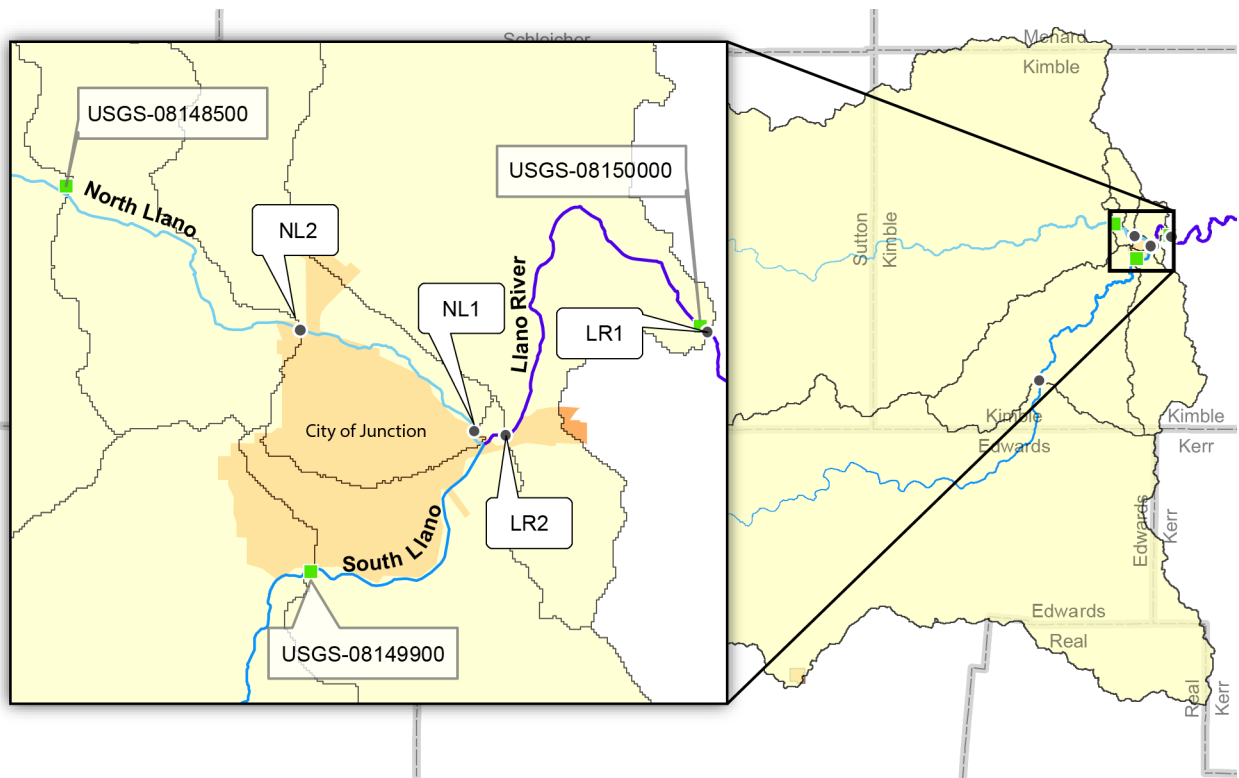 Schleicher
Menard
Kimble
USGS-08148500
USGS-08150000
North Llano
NL2
Sutton
Kimble
NL1
Llano River
LR1
City of Junction
Kimble
Edwards
Kimble
Kerr
LR2
South Llano
Edwards
Kerr
USGS-08149900
Edwards
Real
Real
Kerr